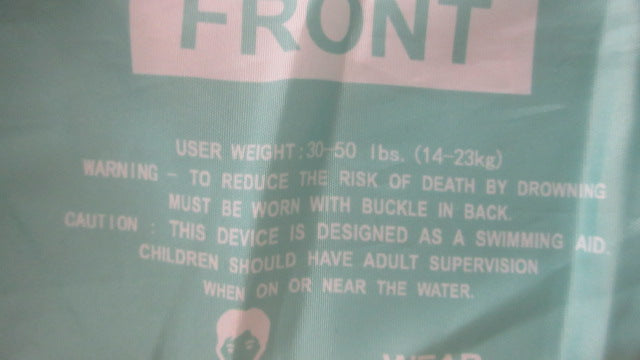 FRONT
USER WEIGHT:30-50 lbs. (14-23kg)
WARNING - TO REDUCE THE RISK OF DEATH BY DROWNING
MUST BE WORN WITH BUCKLE IN BACK.
CAUTION : THIS DEVICE IS DESIGNED AS A SWIMMING AID.
CHILDREN SHOULD HAVE ADULT SUPERVISION
WHEN ON OR NEAR THE WATER.
WEAR